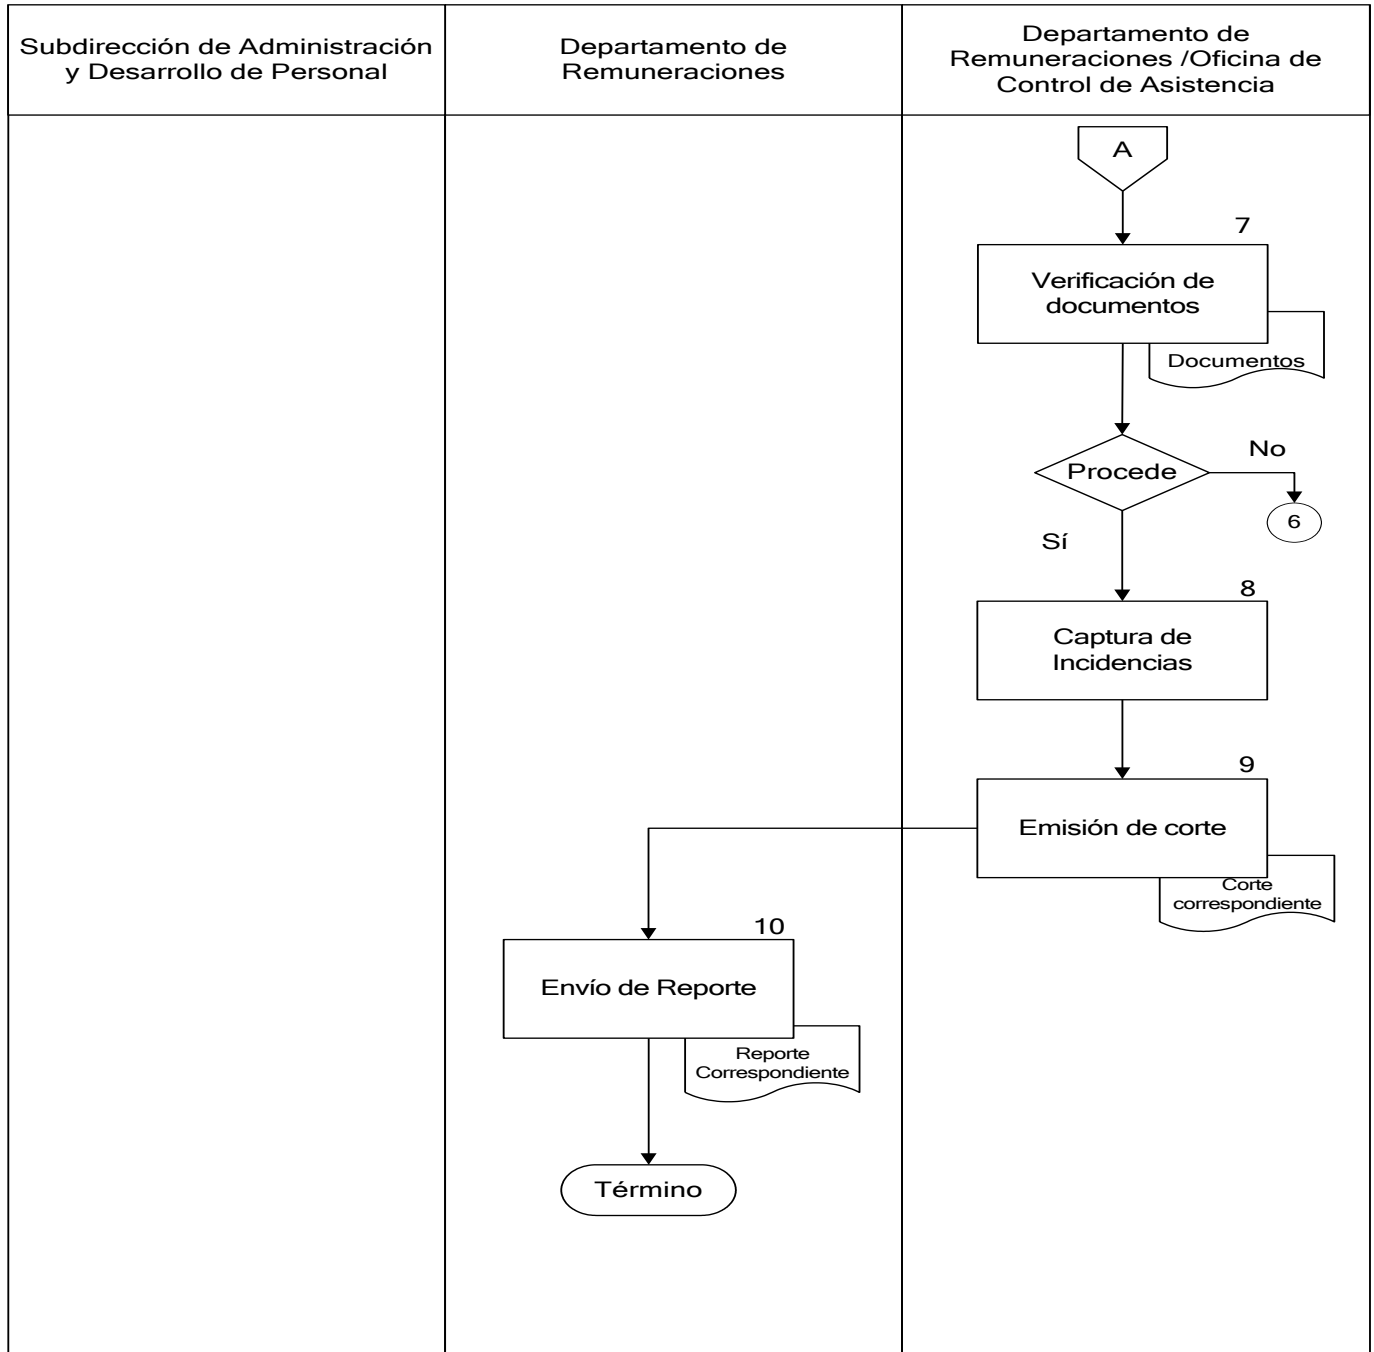 Subdirección de Administración
y Desarrollo de Personal
Departamento de
Remuneraciones
Departamento de
Remuneraciones /Oficina de
Control de Asistencia
A
7
Verificación de
documentos
Documentos
Procede
No
6
Sí
8
Captura de
Incidencias
9
Emisión de corte
Corte
correspondiente
10
Envío de Reporte
Reporte
Correspondiente
Término